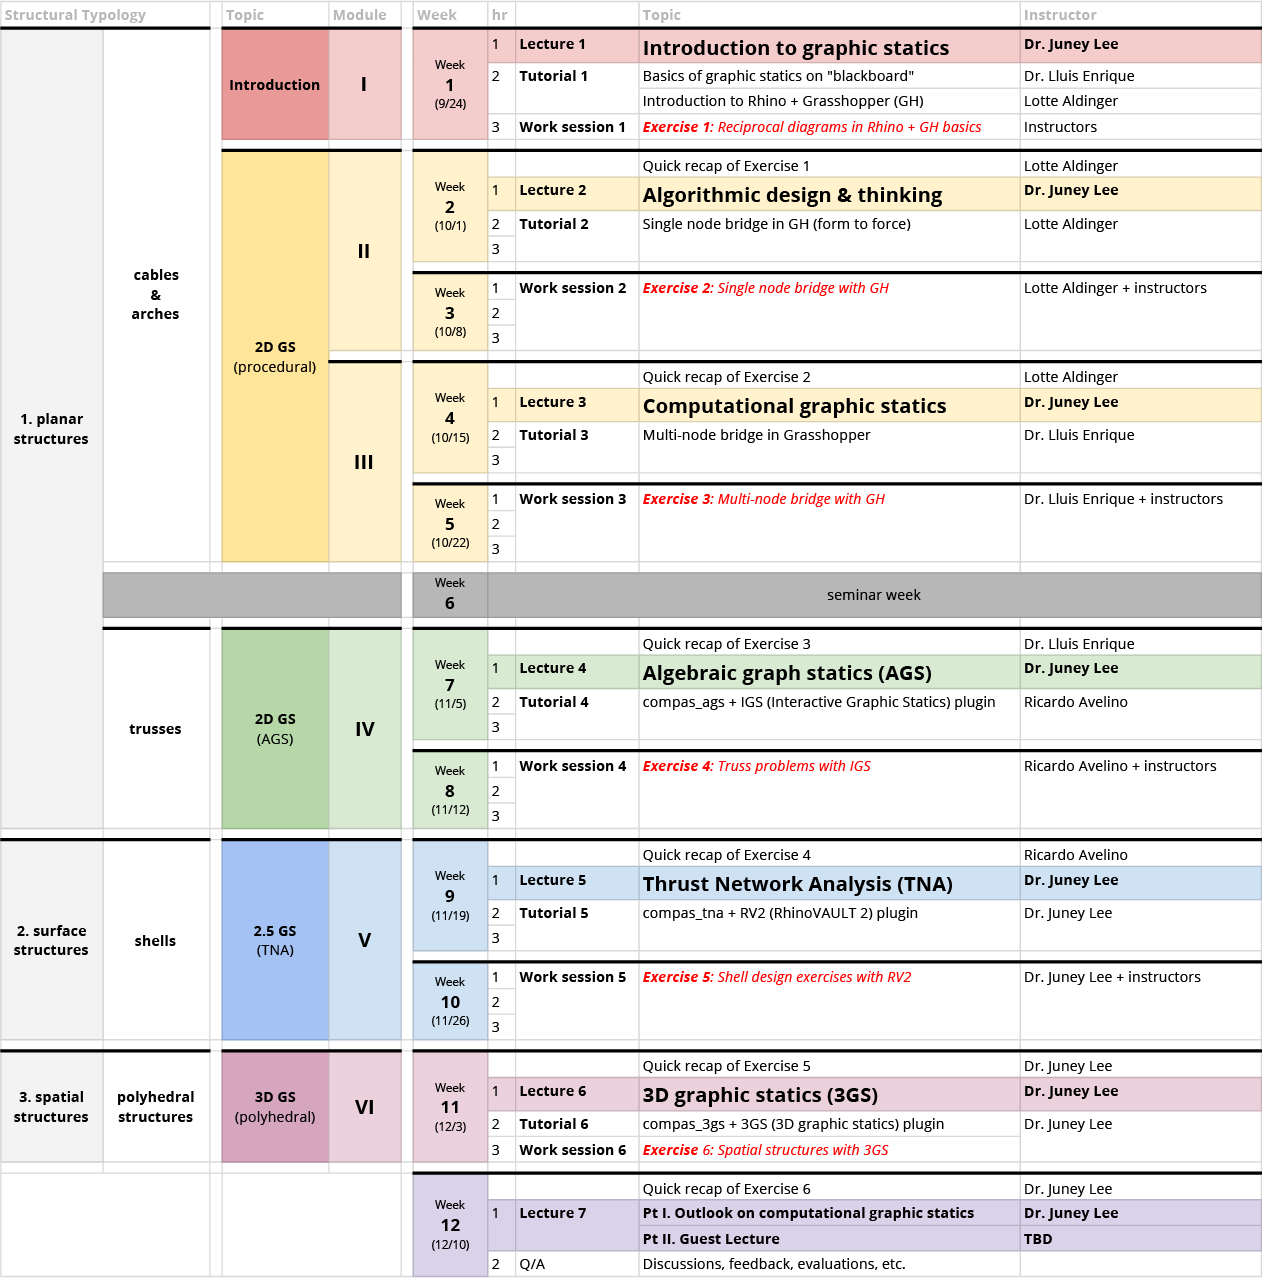 Structural Typology Topic Module Week hr Topic Instructor
1. planar
structures
cables
&
arches
Introduction I
Week
1
(9/24)
1 Lecture 1 Introduction to graphic statics Dr. Juney Lee
2 Tutorial 1 Basics of graphic statics on "blackboard" Dr. Lluis Enrique
Introduction to Rhino + Grasshopper (GH) Lotte Aldinger
3 Work session 1 Exercise 1: Reciprocal diagrams in Rhino + GH basics Instructors
2D GS
(procedural)
II
Week
2
(10/1)
Quick recap of Exercise 1 Lotte Aldinger
1 Lecture 2 Algorithmic design & thinking Dr. Juney Lee
2 Tutorial 2 Single node bridge in GH (form to force) Lotte Aldinger
3
Week
3
(10/8)
1 Work session 2 Exercise 2: Single node bridge with GH Lotte Aldinger + instructors
2
3
III
Week
4
(10/15)
Quick recap of Exercise 2 Lotte Aldinger
1 Lecture 3 Computational graphic statics Dr. Juney Lee
2 Tutorial 3 Multi-node bridge in Grasshopper Dr. Lluis Enrique
3
Week
5
(10/22)
1 Work session 3 Exercise 3: Multi-node bridge with GH Dr. Lluis Enrique + instructors
2
3
Week
6
seminar week
trusses
2D GS
(AGS)
IV
Week
7
(11/5)
Quick recap of Exercise 3 Dr. Lluis Enrique
1 Lecture 4 Algebraic graph statics (AGS) Dr. Juney Lee
2 Tutorial 4 compas_ags + IGS (Interactive Graphic Statics) plugin Ricardo Avelino
3
Week
8
(11/12)
1 Work session 4 Exercise 4: Truss problems with IGS Ricardo Avelino + instructors
2
3
2. surface
structures
shells
2.5 GS
(TNA)
V
Week
9
(11/19)
Quick recap of Exercise 4 Ricardo Avelino
1 Lecture 5 Thrust Network Analysis (TNA) Dr. Juney Lee
2 Tutorial 5 compas_tna + RV2 (RhinoVAULT 2) plugin Dr. Juney Lee
3
Week
10
(11/26)
1 Work session 5 Exercise 5: Shell design exercises with RV2 Dr. Juney Lee + instructors
2
3
3. spatial
structures
polyhedral
structures
3D GS
(polyhedral)
VI
Week
11
(12/3)
Quick recap of Exercise 5 Dr. Juney Lee
1 Lecture 6 3D graphic statics (3GS) Dr. Juney Lee
2 Tutorial 6 compas_3gs + 3GS (3D graphic statics) plugin Dr. Juney Lee
3 Work session 6 Exercise 6: Spatial structures with 3GS
Week
12
(12/10)
Quick recap of Exercise 6 Dr. Juney Lee
1 Lecture 7 Pt I. Outlook on computational graphic statics Dr. Juney Lee
Pt II. Guest Lecture TBD
2 Q/A Discussions, feedback, evaluations, etc.